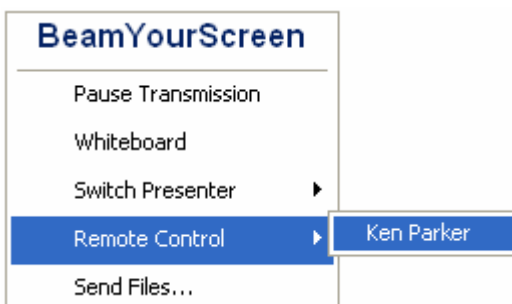 BeamYourScreen
Pause Transmission
Whiteboard
Switch Presenter
Remote Control
Ken Parker
Send Files...